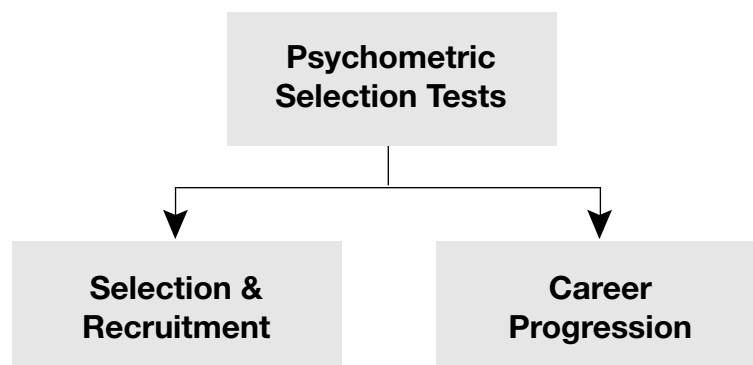 Psychometric
Selection Tests
Selection &
Recruitment
Career
Progression